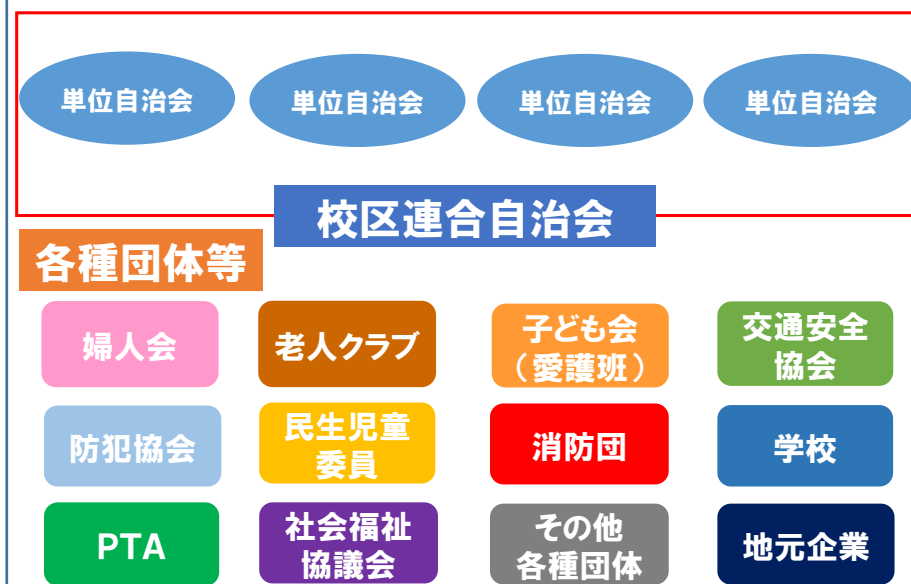 単位自治会
単位自治会
単位自治会
単位自治会
校区連合自治会
各種団体等
婦人会
老人クラブ
子ども会
（愛護班）
交通安全
協会
防犯協会
民生児童
委員
消防団
学校
PTA
社会福祉
協議会
その他
各種団体
地元企業